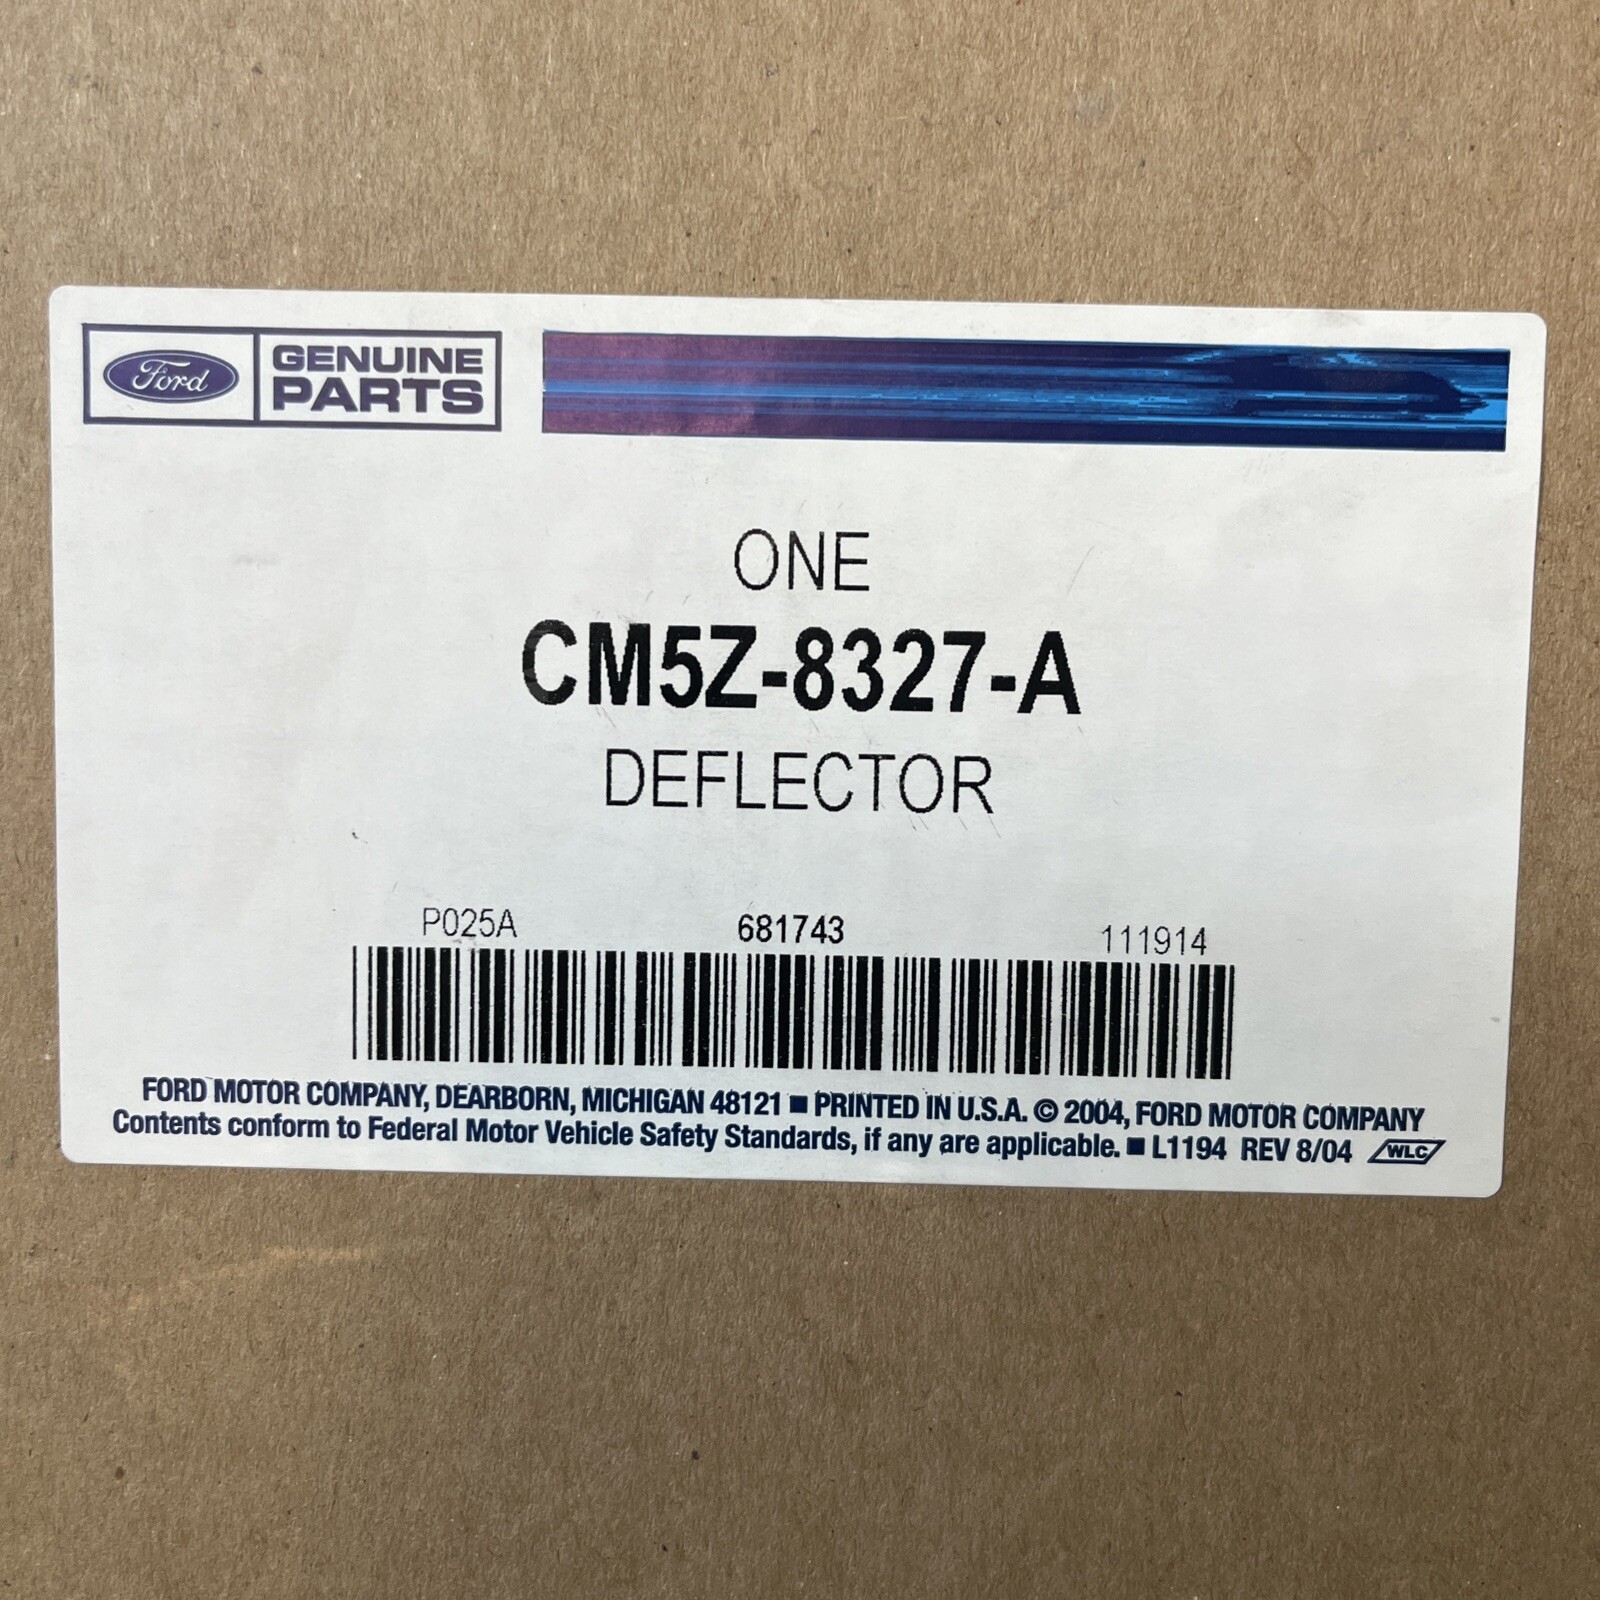 Ford GENUINE
PARTS
ONE
CM5Z-8327-A
DEFLECTOR
P025A 681743 111914
FORD MOTOR COMPANY, DEARBORN, MICHIGAN 48121 ■ PRINTED IN U.S.A. © 2004, FORD MOTOR COMPANY
Contents conform to Federal Motor Vehicle Safety Standards, if any are applicable. ■ L1194 REV 8/04 WLC